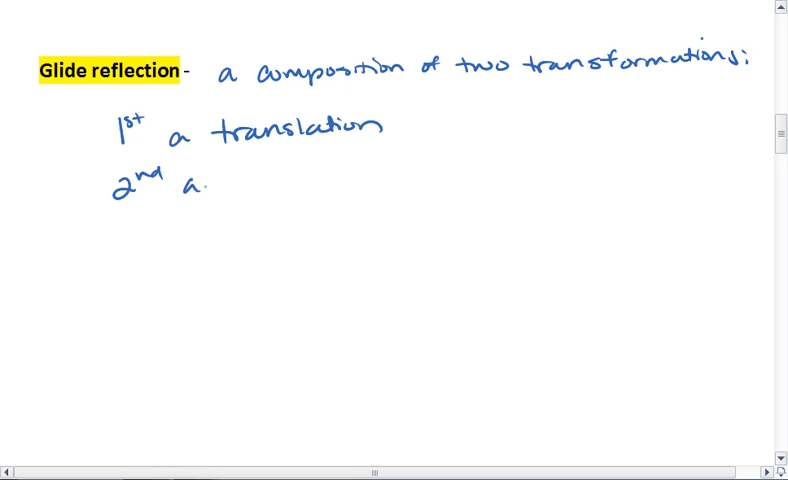 Glide reflection - a composition of two transformations:
1st a translation
2nd a